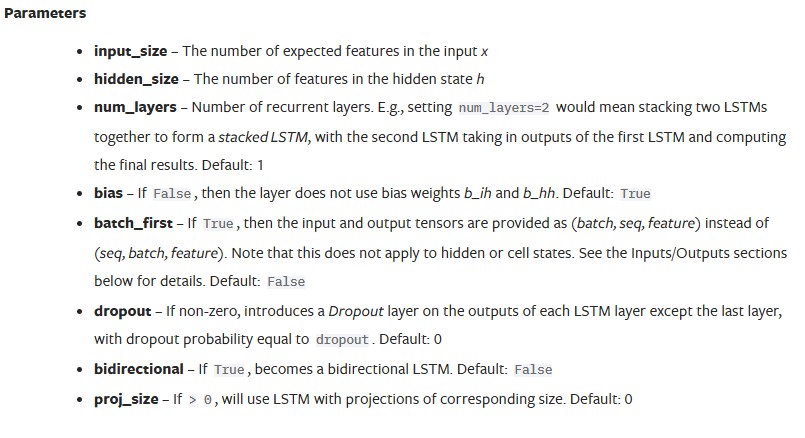 Parameters
• input_size – The number of expected features in the input x
• hidden_size – The number of features in the hidden state h
• num_layers – Number of recurrent layers. E.g., setting num_layers=2 would mean stacking two LSTMs
together to form a stacked LSTM, with the second LSTM taking in outputs of the first LSTM and computing
the final results. Default: 1
• bias – If False, then the layer does not use bias weights b_ih and b_hh. Default: True
• batch_first – If True, then the input and output tensors are provided as (batch, seq, feature) instead of
(seq, batch, feature). Note that this does not apply to hidden or cell states. See the Inputs/Outputs sections
below for details. Default: False
• dropout – If non-zero, introduces a Dropout layer on the outputs of each LSTM layer except the last layer,
with dropout probability equal to dropout. Default: 0
• bidirectional – If True, becomes a bidirectional LSTM. Default: False
• proj_size – If > 0, will use LSTM with projections of corresponding size. Default: 0